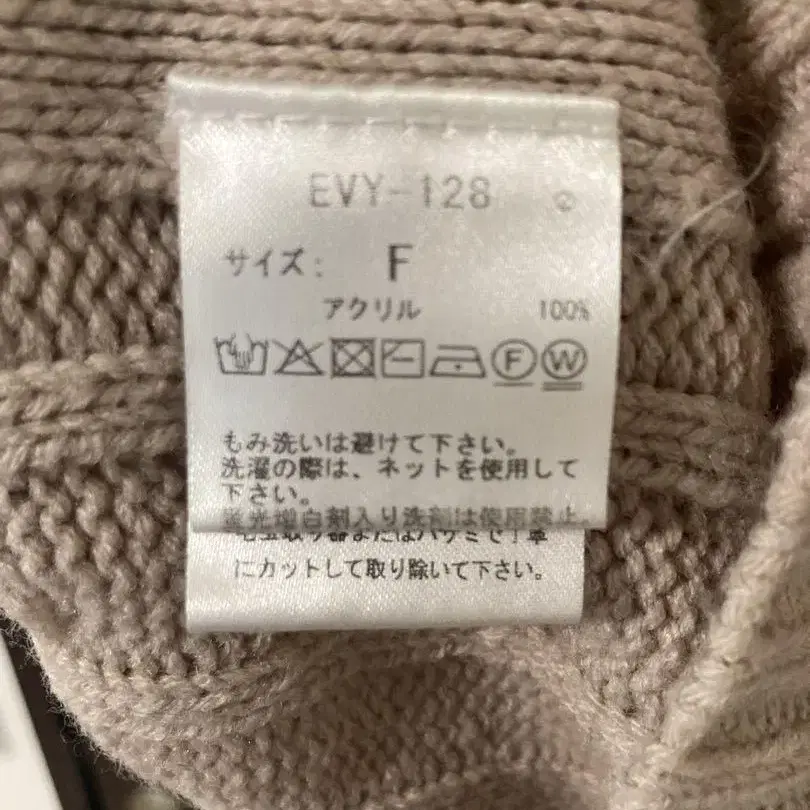 EVY-128 ②
サイズ: F
アクリル 100%
F W
もみ洗いは避けて下さい。
洗濯の際は、ネットを使用して
下さい。
蛍光増白剤入り洗剤は使用禁止。
にカットして取り除いて下さい。